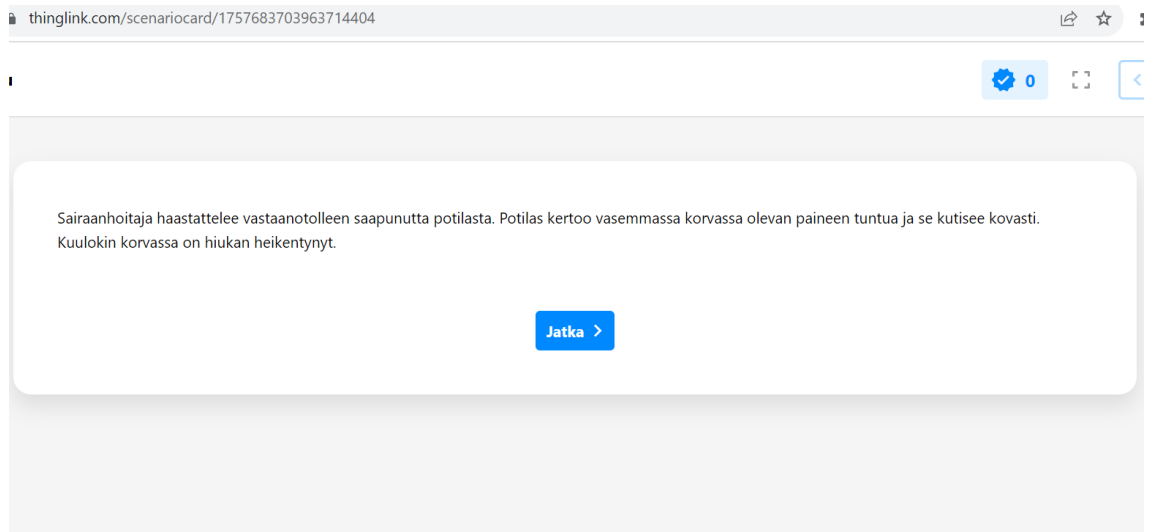 thinglink.com/scenariocard/1757683703963714404
0
Sairaanhoitaja haastattelee vastaanotolleen saapunutta potilasta. Potilas kertoo vasemmassa korvassa olevan paineen tuntua ja se kutisee kovasti.
Kuulokin korvassa on hiukan heikentynyt.
Jatka